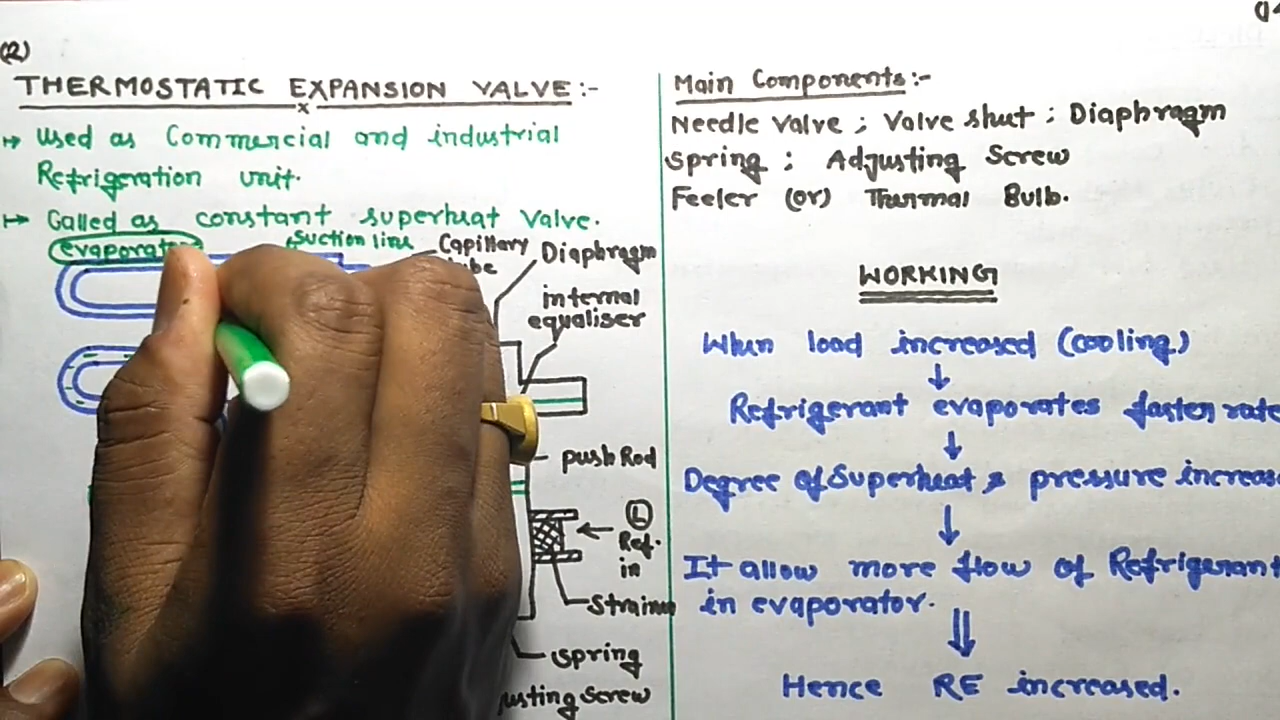 (2)
THERMOSTATIC EXPANSION VALVE :-
↦ Used as Commercial and industrial
Refrigeration unit.
↦ Called as constant superheat valve.
evaporator
Suction line
Capillary
tube
Diaphragm
internal
equaliser
push Rod
L
Ref.
in
Strainer
spring
Screw
Main Components :-
Needle valve ; Valve shut ; Diaphragm
Spring ; Adjusting Screw
Feeler (or) Thermal Bulb.
WORKING
When load increased (cooling)
↓
Refrigerant evaporates faster rate
↓
Degree of Superheat & pressure increas
↓
It allow more flow of Refrigerant
in evaporator.
⇓
Hence RE increased.